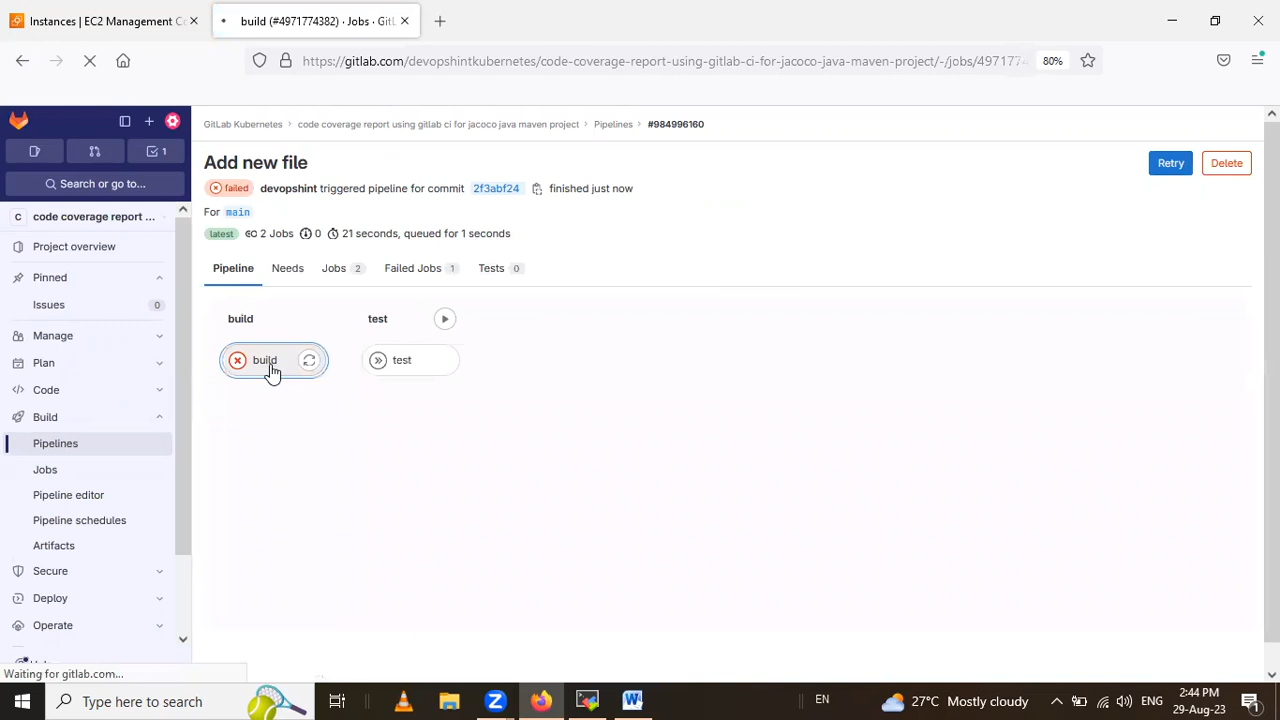 Instances | EC2 Management Co
build (#4971774382) · Jobs · GitL
https://gitlab.com/devopshintkubernetes/code-coverage-report-using-gitlab-ci-for-jacoco-java-maven-project/-/jobs/49717743
80%
GitLab Kubernetes
code coverage report using gitlab ci for jacoco java maven project
Pipelines
#984996160
1
Search or go to...
C code coverage report ...
Project overview
Pinned
Issues 0
Manage
Plan
Code
Build
Pipelines
Jobs
Pipeline editor
Pipeline schedules
Artifacts
Secure
Deploy
Operate
Add new file
Retry
Delete
failed devopshint triggered pipeline for commit 2f3abf24 finished just now
For main
latest 2 Jobs 0 21 seconds, queued for 1 seconds
Pipeline Needs Jobs 2 Failed Jobs 1 Tests 0
build test
build test
Waiting for gitlab.com...
Type here to search
EN
27°C Mostly cloudy
ENG
2:44 PM
29-Aug-23
1